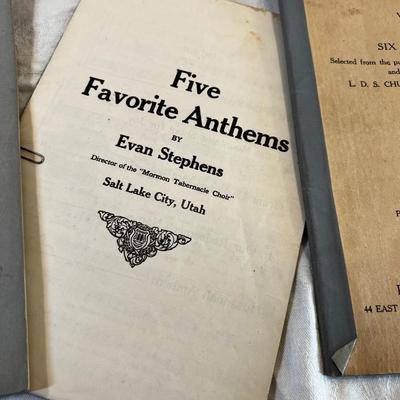 Five
Favorite Anthems
BY
Evan Stephens
Director of the "Mormon Tabernacle Choir"
Salt Lake City, Utah
SIX
Selected from the
and
L. D. S.
44 EAST